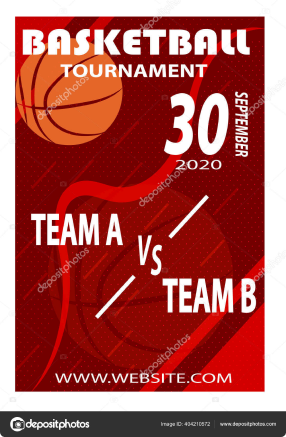 BASKETBALL
TOURNAMENT
30
SEPTEMBER
2020
TEAM A
VS
TEAM B
WWW.WEBSITE.COM
depositphotos
Image ID: 404210572 www.depositphotos.com